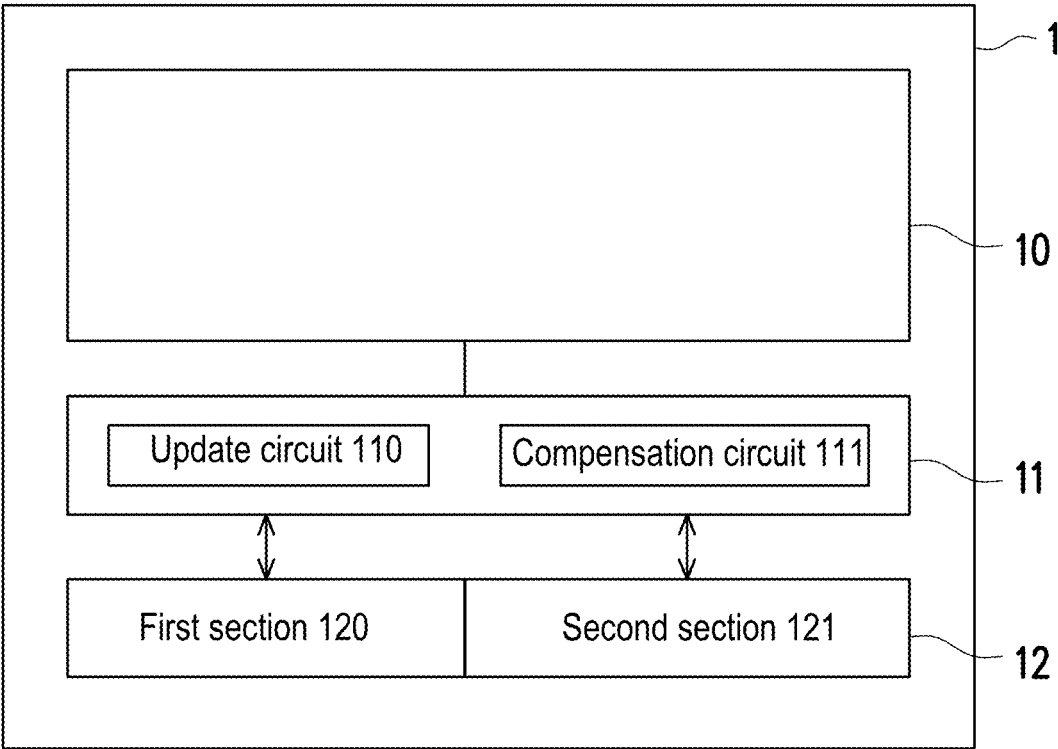 1
10
Update circuit 110
Compensation circuit 111
11
First section 120
Second section 121
12